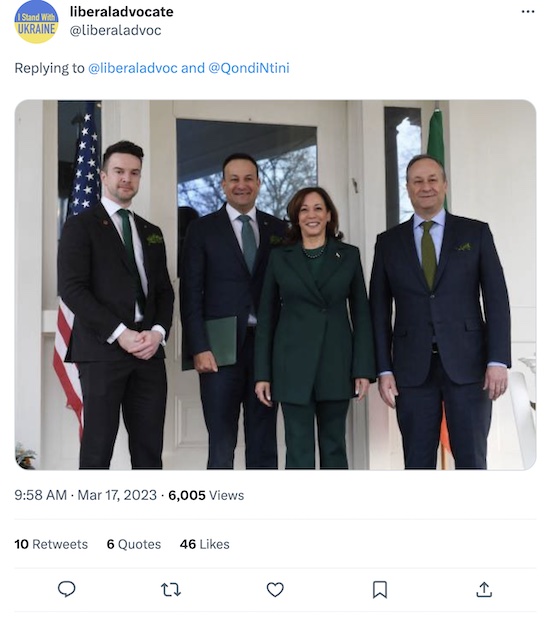 I Stand With
UKRAINE
liberaladvocate
@liberaladvoc
Replying to @liberaladvoc and @QondiNtini
9:58 AM · Mar 17, 2023 · 6,005 Views
10 Retweets 6 Quotes 46 Likes